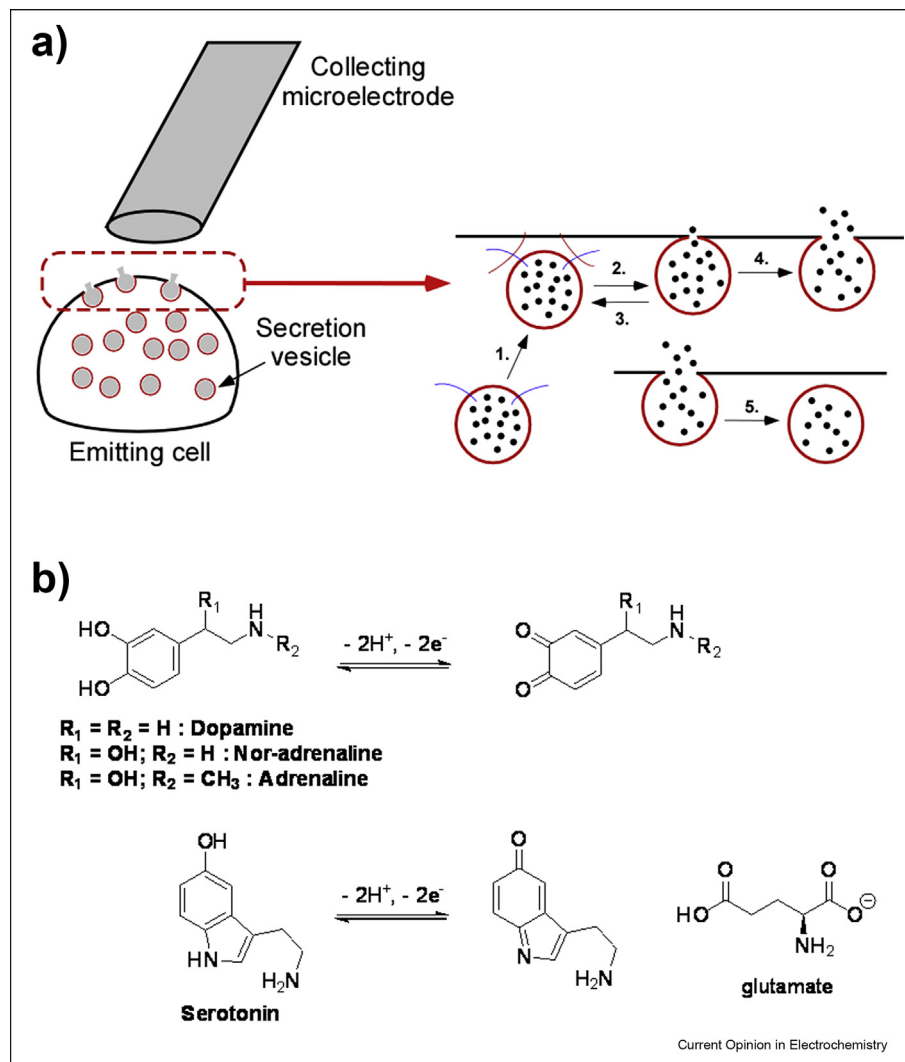 a)
Collecting
microelectrode
Secretion
vesicle
Emitting cell
1.
2.
3.
4.
5.
b)
HO
HO
R₁
H
N
R₂
- 2H⁺, - 2e⁻
O
O
R₁
H
N
R₂
R₁ = R₂ = H : Dopamine
R₁ = OH; R₂ = H : Nor-adrenaline
R₁ = OH; R₂ = CH₃ : Adrenaline
OH
HN
H₂N
Serotonin
- 2H⁺, - 2e⁻
O
N
H₂N
O
HO
O
O⊖
NH₂
glutamate
Current Opinion in Electrochemistry